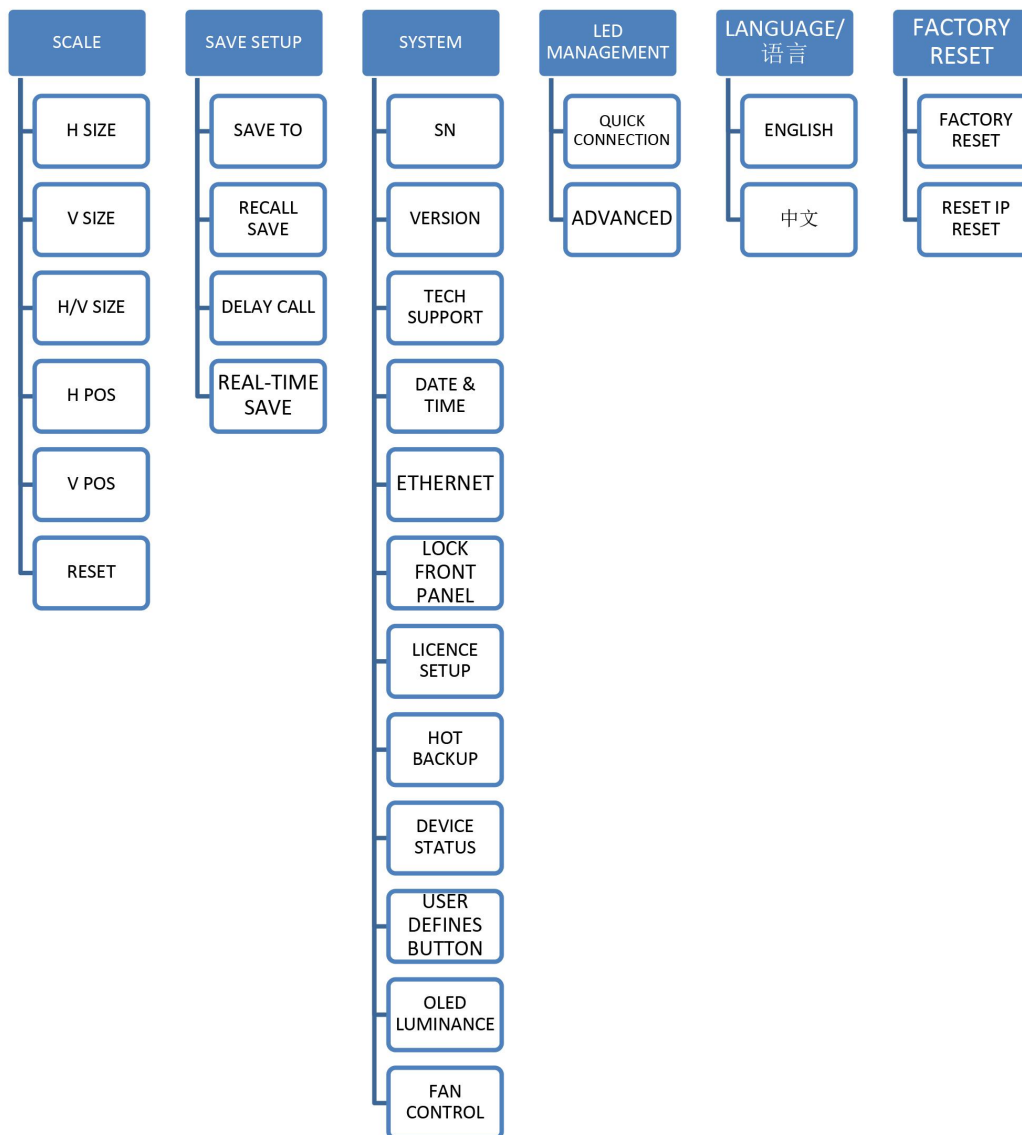 SCALE
H SIZE
V SIZE
H/V SIZE
H POS
V POS
RESET
SAVE SETUP
SAVE TO
RECALL
SAVE
DELAY CALL
REAL-TIME
SAVE
SYSTEM
SN
VERSION
TECH
SUPPORT
DATE &
TIME
ETHERNET
LOCK
FRONT
PANEL
LICENCE
SETUP
HOT
BACKUP
DEVICE
STATUS
USER
DEFINES
BUTTON
OLED
LUMINANCE
FAN
CONTROL
LED
MANAGEMENT
QUICK
CONNECTION
ADVANCED
LANGUAGE/
语言
ENGLISH
中文
FACTORY
RESET
FACTORY
RESET
RESET IP
RESET